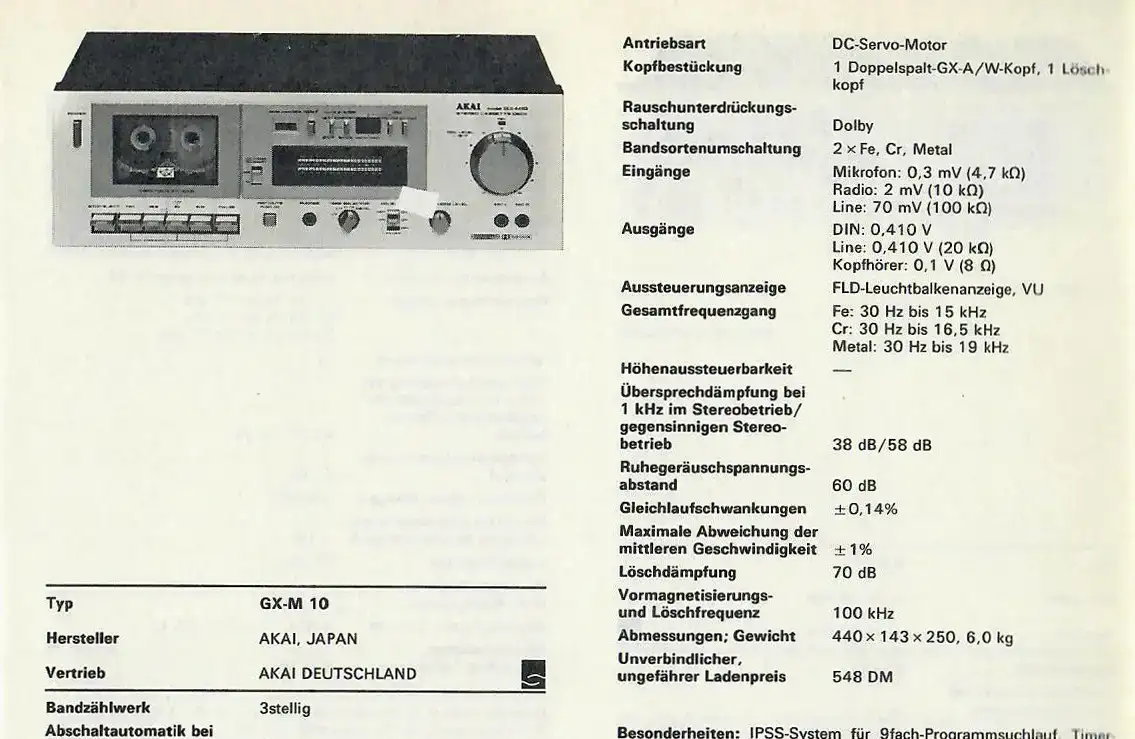 AKAI
Typ GX-M 10
Hersteller AKAI, JAPAN
Vertrieb AKAI DEUTSCHLAND
Bandzählwerk 3stellig
Abschaltautomatik bei
Antriebsart DC-Servo-Motor
Kopfbestückung 1 Doppelspalt-GX-A/W-Kopf, 1 Lösch-
kopf
Rauschunterdrückungs-
schaltung Dolby
Bandsortenumschaltung 2 × Fe, Cr, Metal
Eingänge Mikrofon: 0,3 mV (4,7 kΩ)
Radio: 2 mV (10 kΩ)
Line: 70 mV (100 kΩ)
Ausgänge DIN: 0,410 V
Line: 0,410 V (20 kΩ)
Kopfhörer: 0,1 V (8 Ω)
Aussteuerungsanzeige FLD-Leuchtbalkenanzeige, VU
Gesamtfrequenzgang Fe: 30 Hz bis 15 kHz
Cr: 30 Hz bis 16,5 kHz
Metal: 30 Hz bis 19 kHz
Höhenaussteuerbarkeit —
Übersprechdämpfung bei
1 kHz im Stereobetrieb/
gegensinnigen Stereo-
betrieb 38 dB/58 dB
Ruhegeräuschspannungs-
abstand 60 dB
Gleichlaufschwankungen ±0,14%
Maximale Abweichung der
mittleren Geschwindigkeit ±1%
Löschdämpfung 70 dB
Vormagnetisierungs-
und Löschfrequenz 100 kHz
Abmessungen; Gewicht 440 × 143 × 250, 6,0 kg
Unverbindlicher,
ungefährer Ladenpreis 548 DM
Besonderheiten: IPSS-System für 9fach-Programmsuchlauf, Timer-